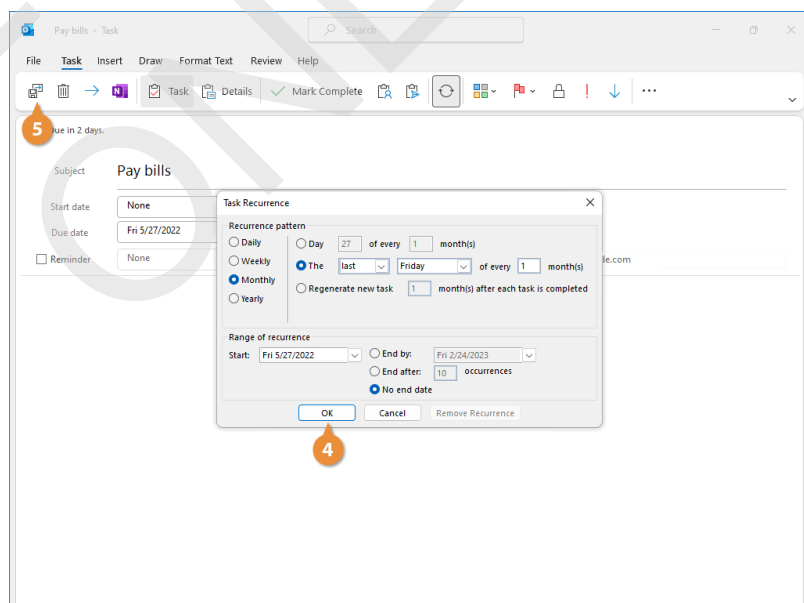 Pay bills - Task
Search
File Task Insert Draw Format Text Review Help
Task Details Mark Complete
5
Due in 2 days.
Subject Pay bills
Start date None
Due date Fri 5/27/2022
Reminder None
le.com
Task Recurrence
Recurrence pattern
Daily
Weekly
Monthly
Yearly
Day 27 of every 1 month(s)
The last Friday of every 1 month(s)
Regenerate new task 1 month(s) after each task is completed
Range of recurrence
Start: Fri 5/27/2022
End by: Fri 2/24/2023
End after: 10 occurrences
No end date
OK Cancel Remove Recurrence
4